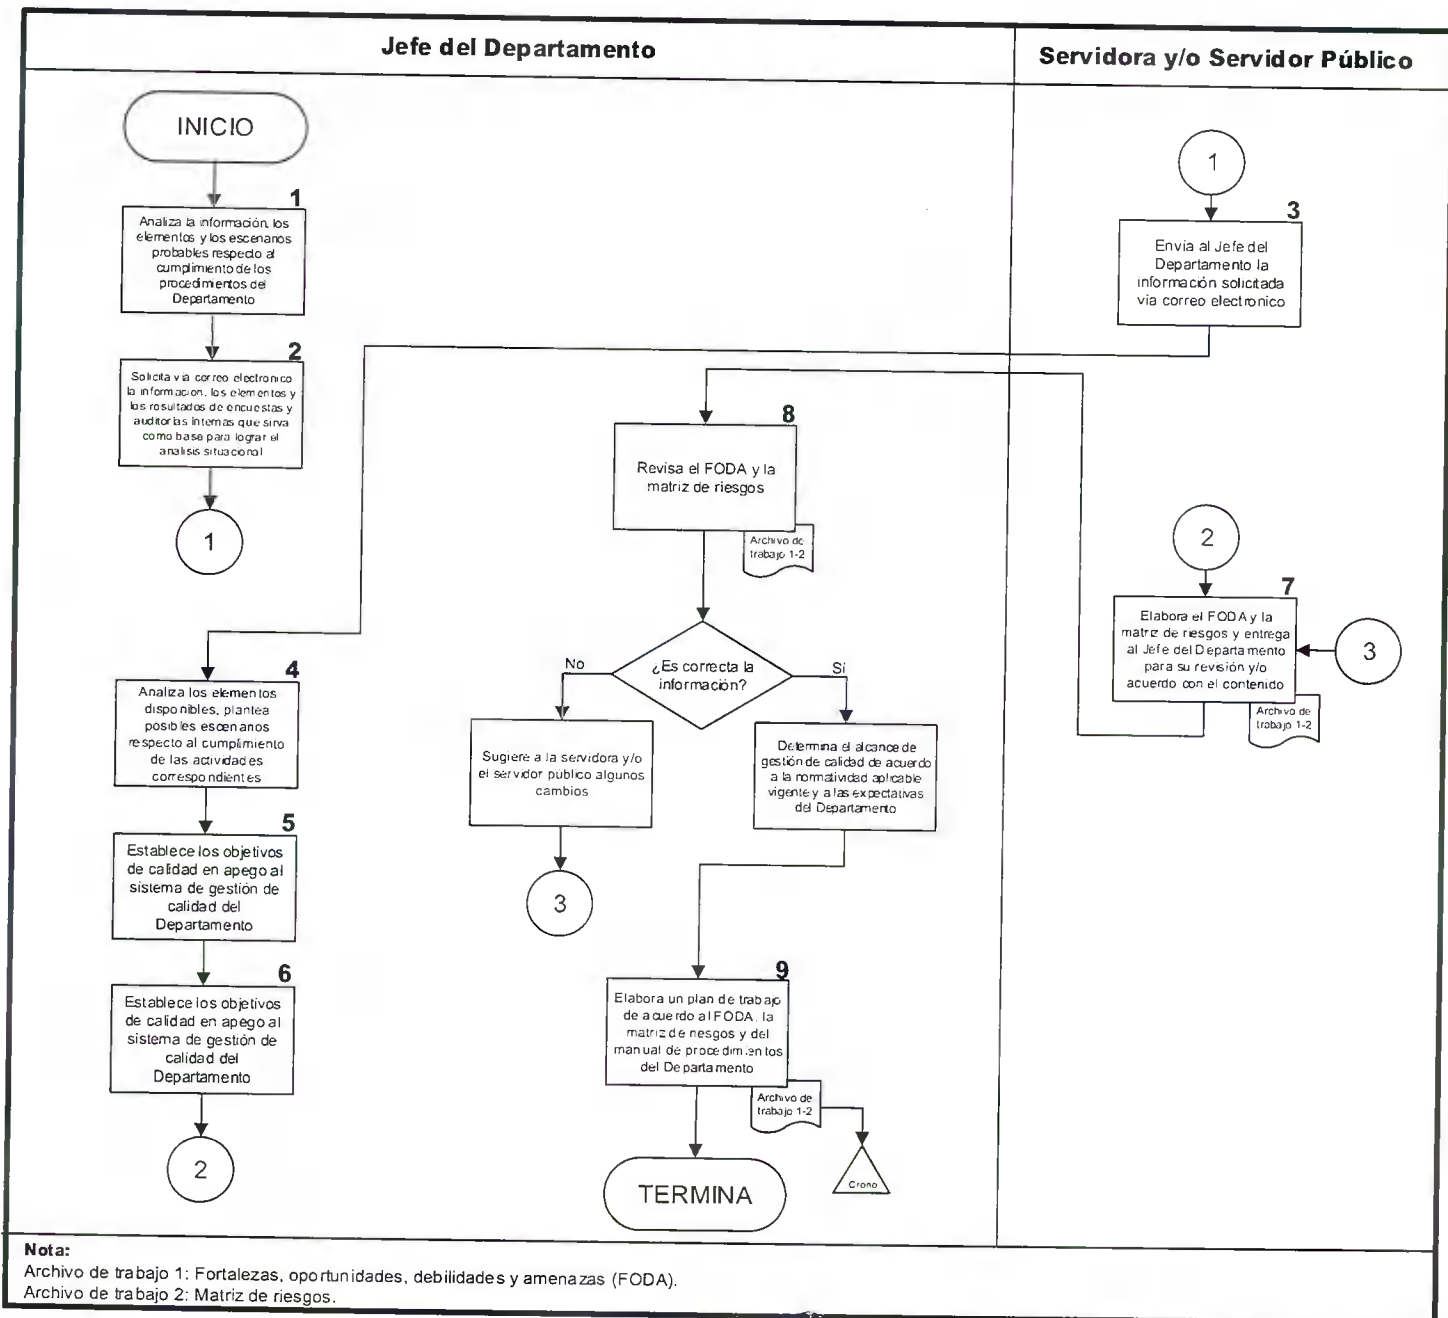 Jefe del Departamento
Servidora y/o Servidor Público
INICIO
1
Analiza la información, los
elementos y los escenarios
probables respecto al
cumplimiento de los
procedimientos del
Departamento
2
Solicita via correo electronico
la informacion, los elementos y
los resultados de encuestas y
auditorías internas que sirva
como base para lograr el
analisis situacional
1
4
Analiza los elementos
disponibles, plantea
posibles escenarios
respecto al cumplimiento
de las actividades
correspondientes
5
Establece los objetivos
de calidad en apego al
sistema de gestión de
calidad del
Departamento
6
Establece los objetivos
de calidad en apego al
sistema de gestión de
calidad del
Departamento
2
8
Revisa el FODA y la
matriz de riesgos
Archivo de
trabajo 1-2
¿Es correcta la
información?
No
Si
Sugiere a la servidora y/o
el servidor público algunos
cambios
3
Determina el alcance de
gestión de calidad de acuerdo
a la normatividad aplicable
vigente y a las expectativas
del Departamento
9
Elabora un plan de trabajo
de acuerdo al FODA, la
matriz de riesgos y del
manual de procedimientos
del Departamento
Archivo de
trabajo 1-2
Crono
TERMINA
1
3
Envía al Jefe del
Departamento la
información solicitada
vía correo electronico
2
7
Elabora el FODA y la
matriz de riesgos y entrega
al Jefe del Departamento
para su revisión y/o
acuerdo con el contenido
3
Archivo de
trabajo 1-2
Nota:
Archivo de trabajo 1: Fortalezas, oportunidades, debilidades y amenazas (FODA).
Archivo de trabajo 2: Matriz de riesgos.